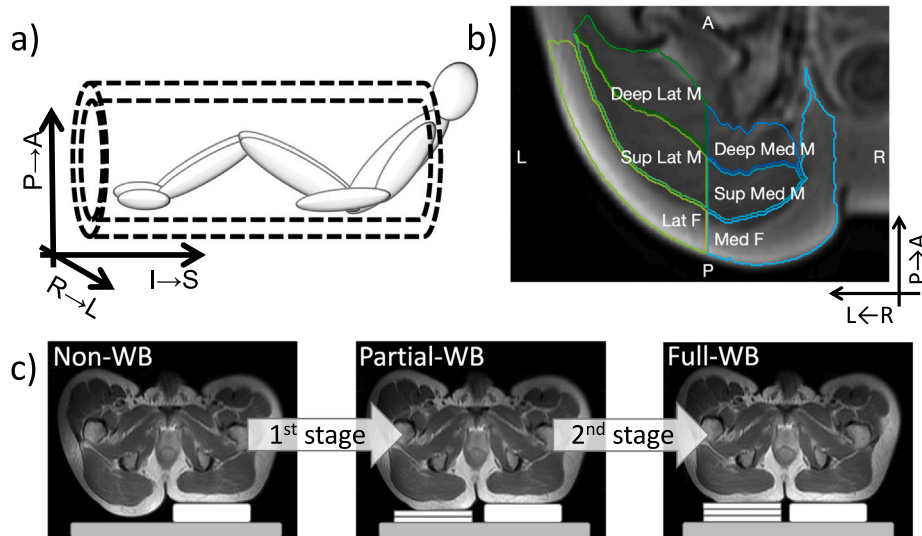 a)
P→A
R→L
I→S
b)
A
Deep Lat M
Deep Med M
L
Sup Lat M
R
Sup Med M
Lat F
Med F
P
P→A
L←R
c)
Non-WB
Partial-WB
Full-WB
1st stage
2nd stage